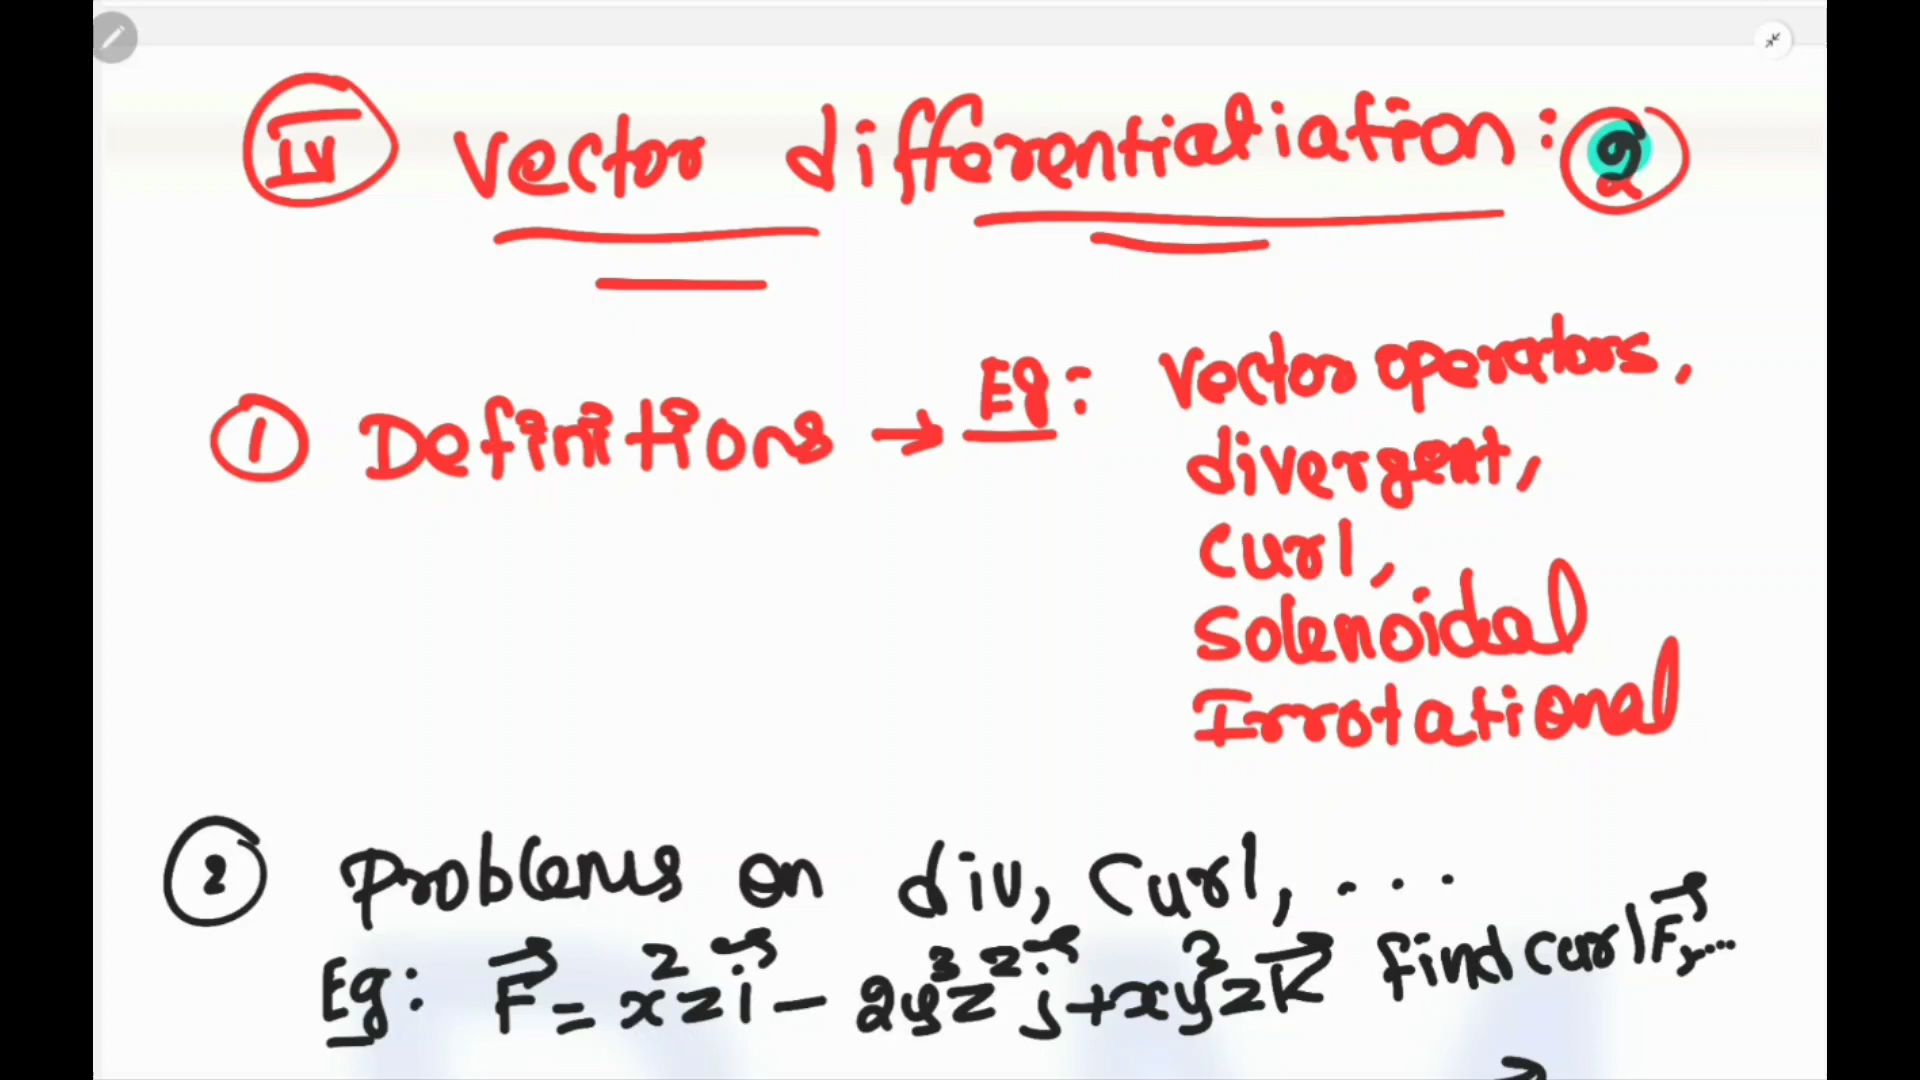 IV Vector differentiation : 2
① Definitions → Eg: Vector operators,
divergent,
Curl,
Solenoidal
Irrotational
② Problems on div, Curl, ...
Eg: F⃗ = x²z i⃗ − 2y³z² j⃗ + xy²z k⃗ find curl F⃗, ...